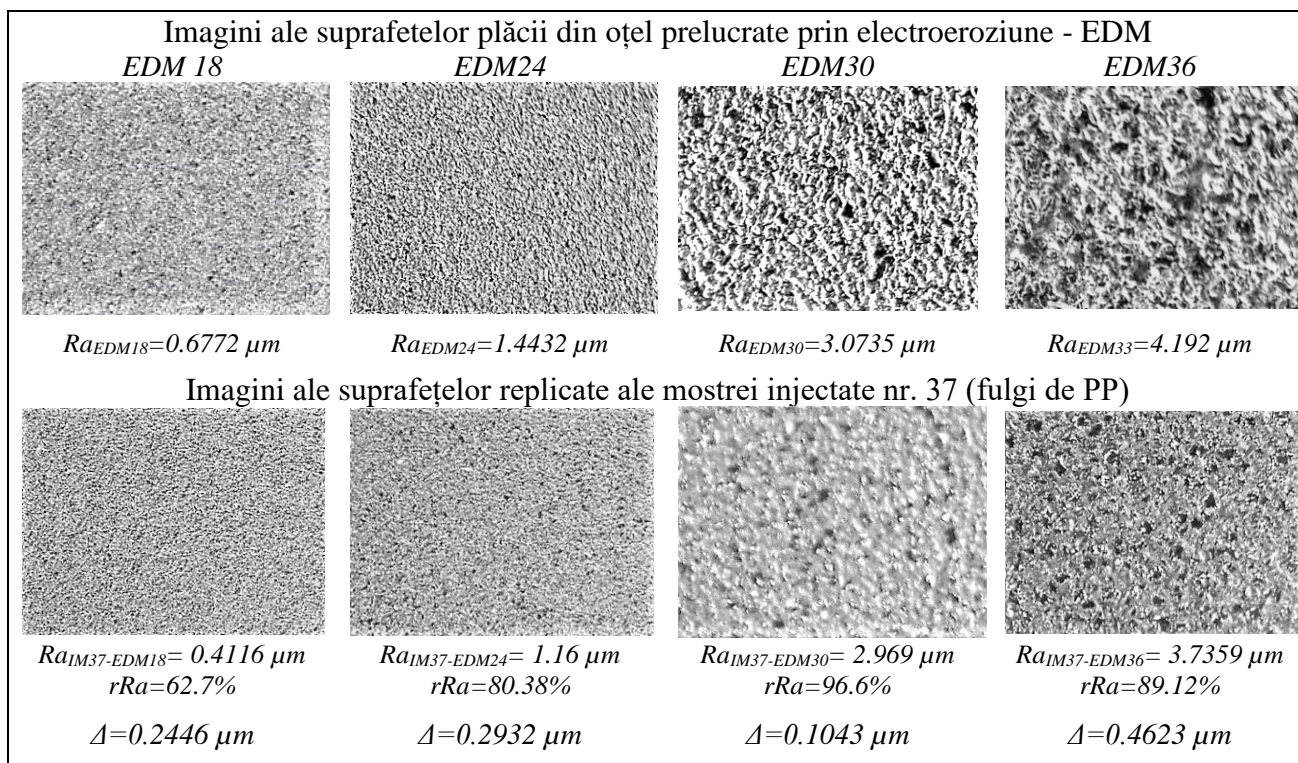 Imagini ale suprafetelor plăcii din oțel prelucrate prin electroeroziune - EDM
EDM 18 EDM24 EDM30 EDM36
RaEDM18=0.6772 µm RaEDM24=1.4432 µm RaEDM30=3.0735 µm RaEDM33=4.192 µm
Imagini ale suprafețelor replicate ale mostrei injectate nr. 37 (fulgi de PP)
RaIM37-EDM18= 0.4116 µm RaIM37-EDM24= 1.16 µm RaIM37-EDM30= 2.969 µm RaIM37-EDM36= 3.7359 µm
rRa=62.7% rRa=80.38% rRa=96.6% rRa=89.12%
Δ=0.2446 µm Δ=0.2932 µm Δ=0.1043 µm Δ=0.4623 µm